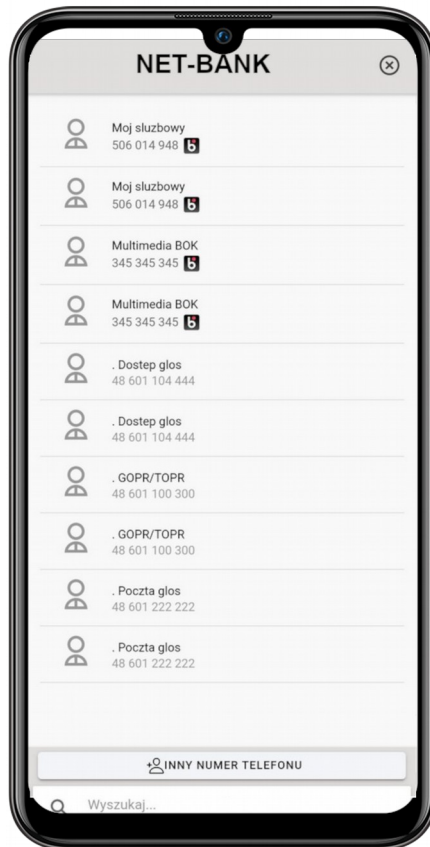 NET-BANK
Moj sluzbowy
506 014 948 b
Moj sluzbowy
506 014 948 b
Multimedia BOK
345 345 345 b
Multimedia BOK
345 345 345 b
. Dostep glos
48 601 104 444
. Dostep glos
48 601 104 444
. GOPR/TOPR
48 601 100 300
. GOPR/TOPR
48 601 100 300
. Poczta glos
48 601 222 222
. Poczta glos
48 601 222 222
INNY NUMER TELEFONU
Wyszukaj...